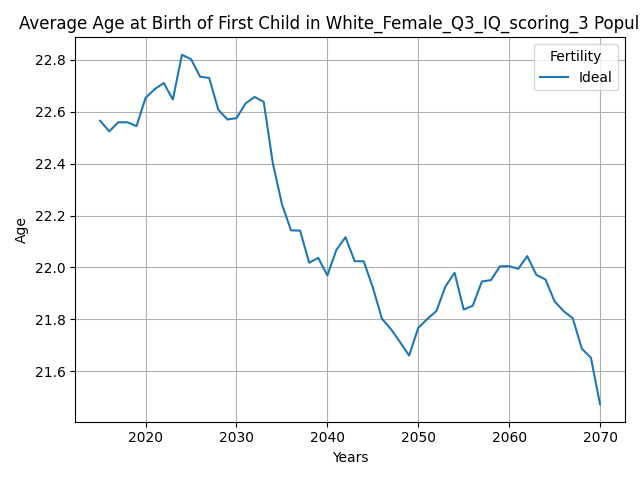 Average Age at Birth of First Child in White_Female_Q3_IQ_scoring_3 Popul
Fertility
Ideal
22.8
22.6
22.4
22.2
22.0
21.8
21.6
Age
2020 2030 2040 2050 2060 2070
Years